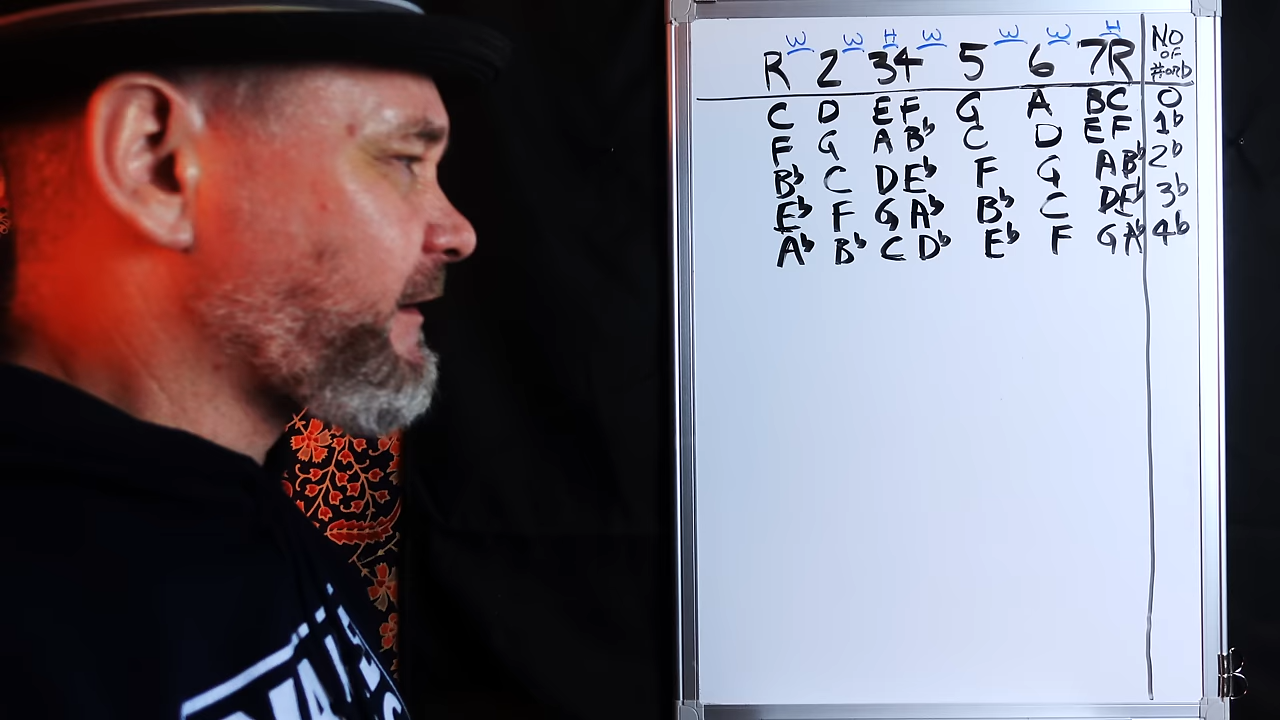 W W H W W W H
R 2 3 4 5 6 7 R NO OF # or b
C D E F G A B C 0
F G A B♭ C D E F 1♭
B♭ C D E♭ F G A B♭ 2♭
E♭ F G A♭ B♭ C D E♭ 3♭
A♭ B♭ C D♭ E♭ F G A♭ 4♭